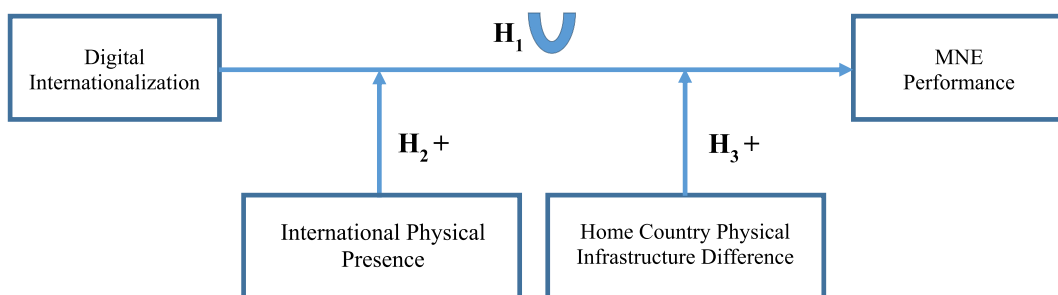 H1
Digital
Internationalization
MNE
Performance
H2 +
H3 +
International Physical
Presence
Home Country Physical
Infrastructure Difference